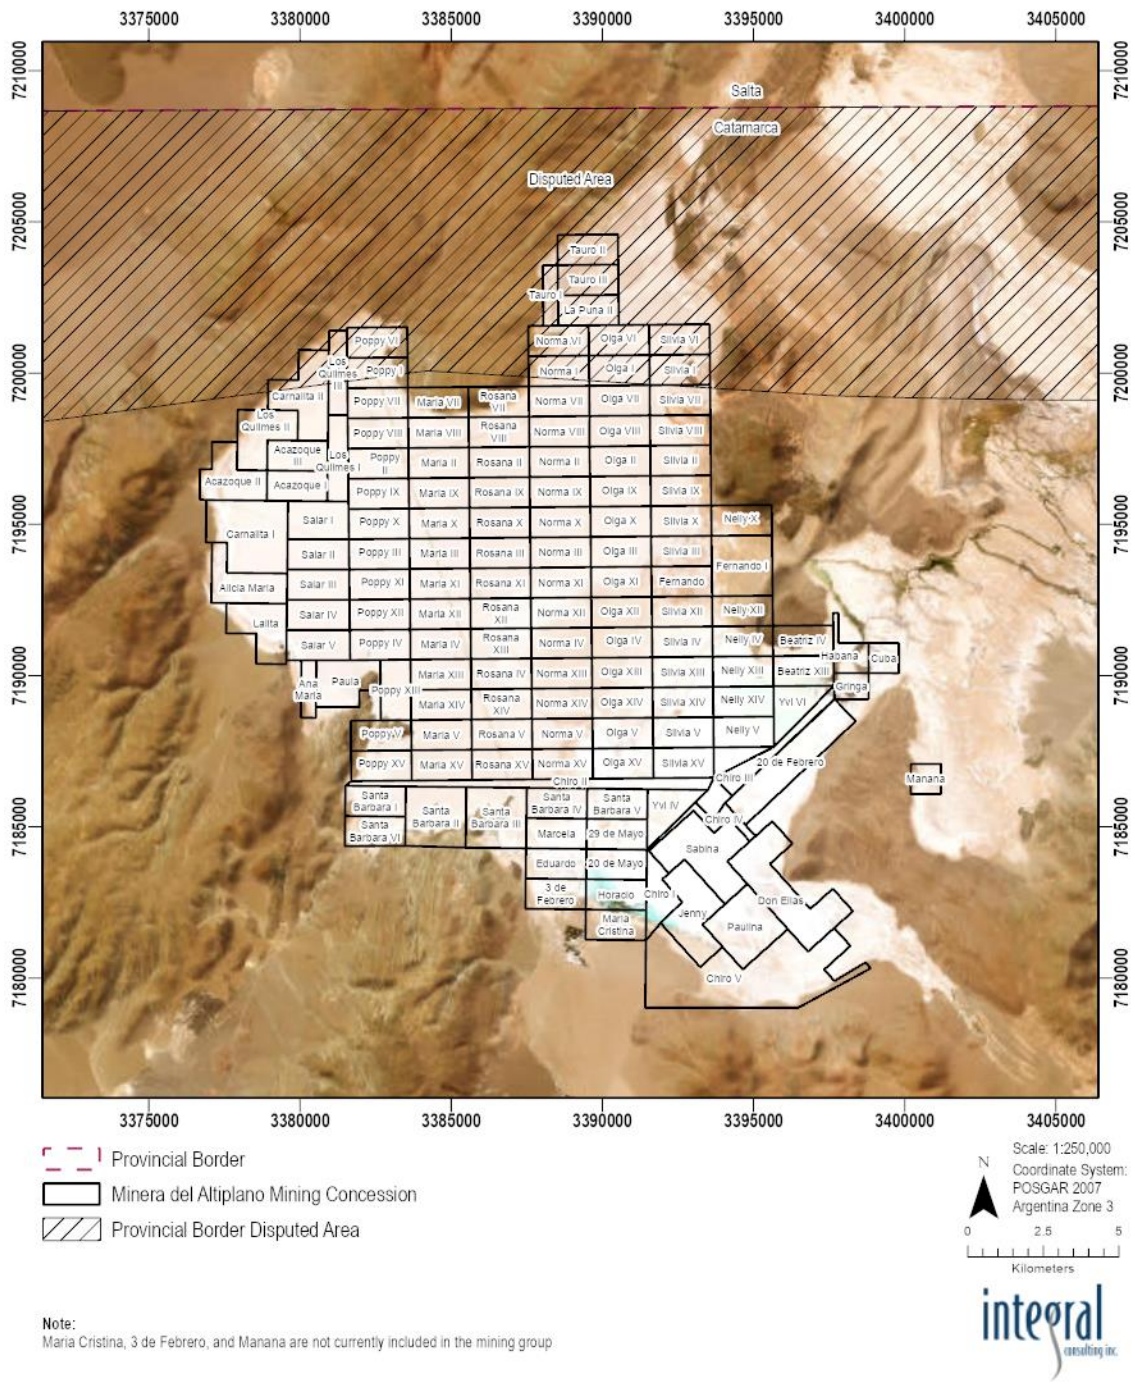 3375000 3380000 3385000 3390000 3395000 3400000 3405000
7210000
7210000
Salta
Catamarca
Disputed Area
7205000
7205000
Tauro II
Tauro III
Tauro I
La Puna II
Poppy VI
Norma VI
Olga VI
Silvia VI
Los
Quilmes
III
Poppy I
Norma I
Olga I
Silvia I
7200000
7200000
Carnalita II
Poppy VII
Maria VII
Rosana
VII
Norma VII
Olga VII
Silvia VII
Los
Quilmes II
Poppy VIII
Maria VIII
Rosana
VIII
Norma VIII
Olga VIII
Silvia VIII
Acazoque
III
Los
Quilmes I
Poppy
II
Maria II
Rosana II
Norma II
Olga II
Silvia II
Acazoque II
Acazoque I
Poppy IX
Maria IX
Rosana IX
Norma IX
Olga IX
Silvia IX
7195000
7195000
Carnalita I
Salar I
Poppy X
Maria X
Rosana X
Norma X
Olga X
Silvia X
Nelly X
Salar II
Poppy III
Maria III
Rosana III
Norma III
Olga III
Silvia III
Fernando I
Alicia Maria
Salar III
Poppy XI
Maria XI
Rosana XI
Norma XI
Olga XI
Fernando
Lalita
Salar IV
Poppy XII
Maria XII
Rosana
XII
Norma XII
Olga XII
Silvia XII
Nelly XII
Salar V
Poppy IV
Maria IV
Rosana
XIII
Norma IV
Olga IV
Silvia IV
Nelly IV
Beatriz IV
Habana
Cuba
7190000
7190000
Ana
Maria
Paula
Poppy XIII
Maria XIII
Rosana IV
Norma XIII
Olga XIII
Silvia XIII
Nelly XIII
Beatriz XIII
Gringa
Maria XIV
Rosana
XIV
Norma XIV
Olga XIV
Silvia XIV
Nelly XIV
Yvi VI
Poppy V
Maria V
Rosana V
Norma V
Olga V
Silvia V
Nelly V
Poppy XV
Maria XV
Rosana XV
Norma XV
Olga XV
Silvia XV
20 de Febrero
Chiro II
Chiro III
Manana
Santa
Barbara I
Santa
Barbara II
Santa
Barbara III
Santa
Barbara IV
Santa
Barbara V
Yvi IV
Chiro IV
7185000
7185000
Santa
Barbara VI
Marcela
29 de Mayo
Sabina
Eduardo
20 de Mayo
3 de
Febrero
Horacio
Chiro I
Jenny
Don Elias
Maria
Cristina
Paulina
7180000
7180000
Chiro V
3375000 3380000 3385000 3390000 3395000 3400000 3405000
Provincial Border
Minera del Altiplano Mining Concession
Provincial Border Disputed Area
Scale: 1:250,000
Coordinate System:
POSGAR 2007
Argentina Zone 3
N
0 2.5 5
Kilometers
integral
consulting inc.
Note:
Maria Cristina, 3 de Febrero, and Manana are not currently included in the mining group